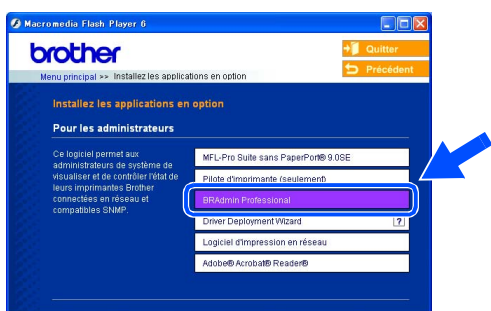 Macromedia Flash Player 6
brother
Quitter
Précédent
Menu principal >> Installez les applications en option
Installez les applications en option
Pour les administrateurs
Ce logiciel permet aux
administrateurs de système de
visualiser et de contrôler l'état de
leurs imprimantes Brother
connectées en réseau et
compatibles SNMP.
MFL-Pro Suite sans PaperPort® 9.0SE
Pilote d'imprimante (seulement)
BRAdmin Professional
Driver Deployment Wizard
?
Logiciel d'impression en réseau
Adobe® Acrobat® Reader®